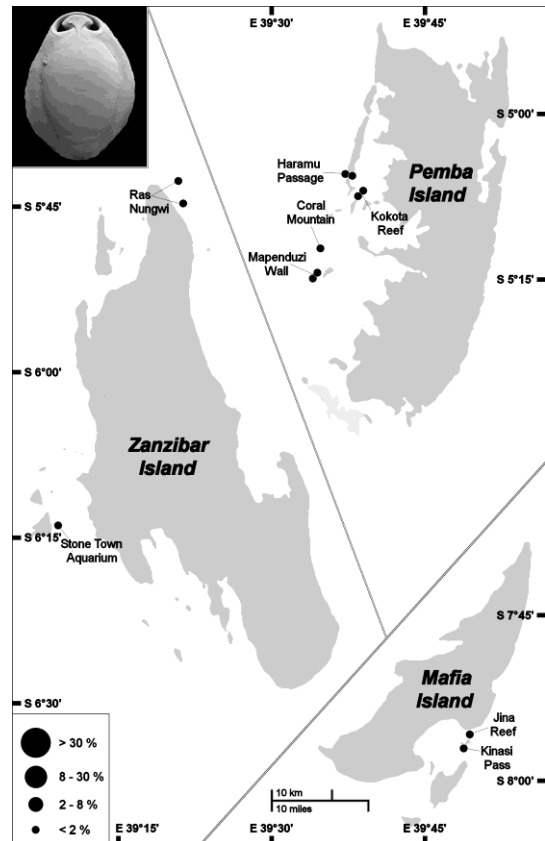 E 39°30'
E 39°45'
S 5°00'
Haramu
Passage
Pemba
Island
Ras
Nungwi
S 5°45'
Coral
Mountain
Kokota
Reef
Mapenduzi
Wall
S 5°15'
S 6°00'
Zanzibar
Island
S 6°15'
Stone Town
Aquarium
S 7°45'
Mafia
Island
S 6°30'
Jina
Reef
Kinasi
Pass
> 30 %
8 - 30 %
2 - 8 %
< 2 %
10 km
10 miles
S 8°00'
E 39°15'
E 39°30'
E 39°45'